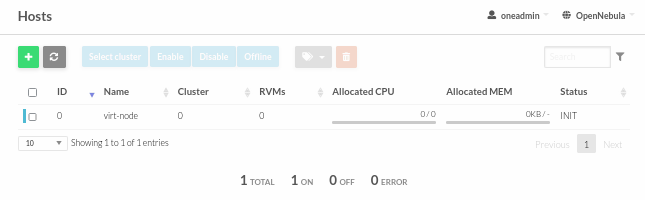 Hosts
oneadmin
OpenNebula
Select cluster Enable Disable Offline
Search
ID Name Cluster RVMs Allocated CPU Allocated MEM Status
0 virt-node 0 0 0 / 0 0KB / - INIT
10 Showing 1 to 1 of 1 entries
Previous 1 Next
1 TOTAL 1 ON 0 OFF 0 ERROR